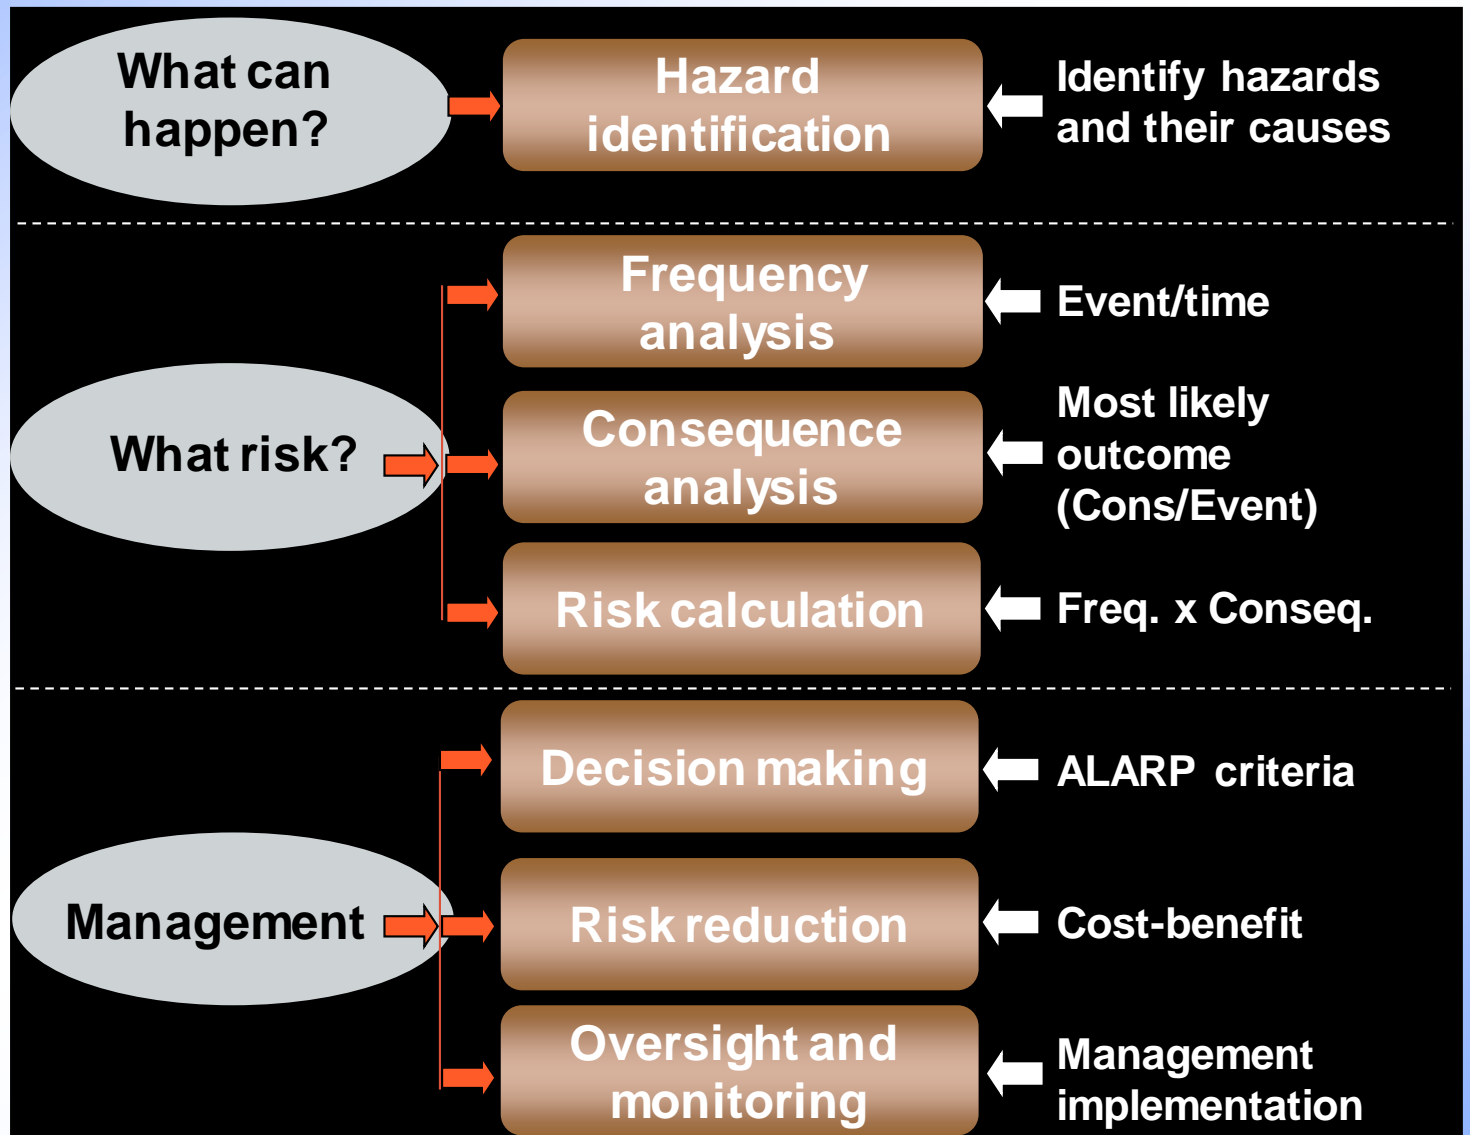 What can
happen?
Hazard
identification
Identify hazards
and their causes
What risk?
Frequency
analysis
Event/time
Consequence
analysis
Most likely
outcome
(Cons/Event)
Risk calculation
Freq. x Conseq.
Management
Decision making
ALARP criteria
Risk reduction
Cost-benefit
Oversight and
monitoring
Management
implementation